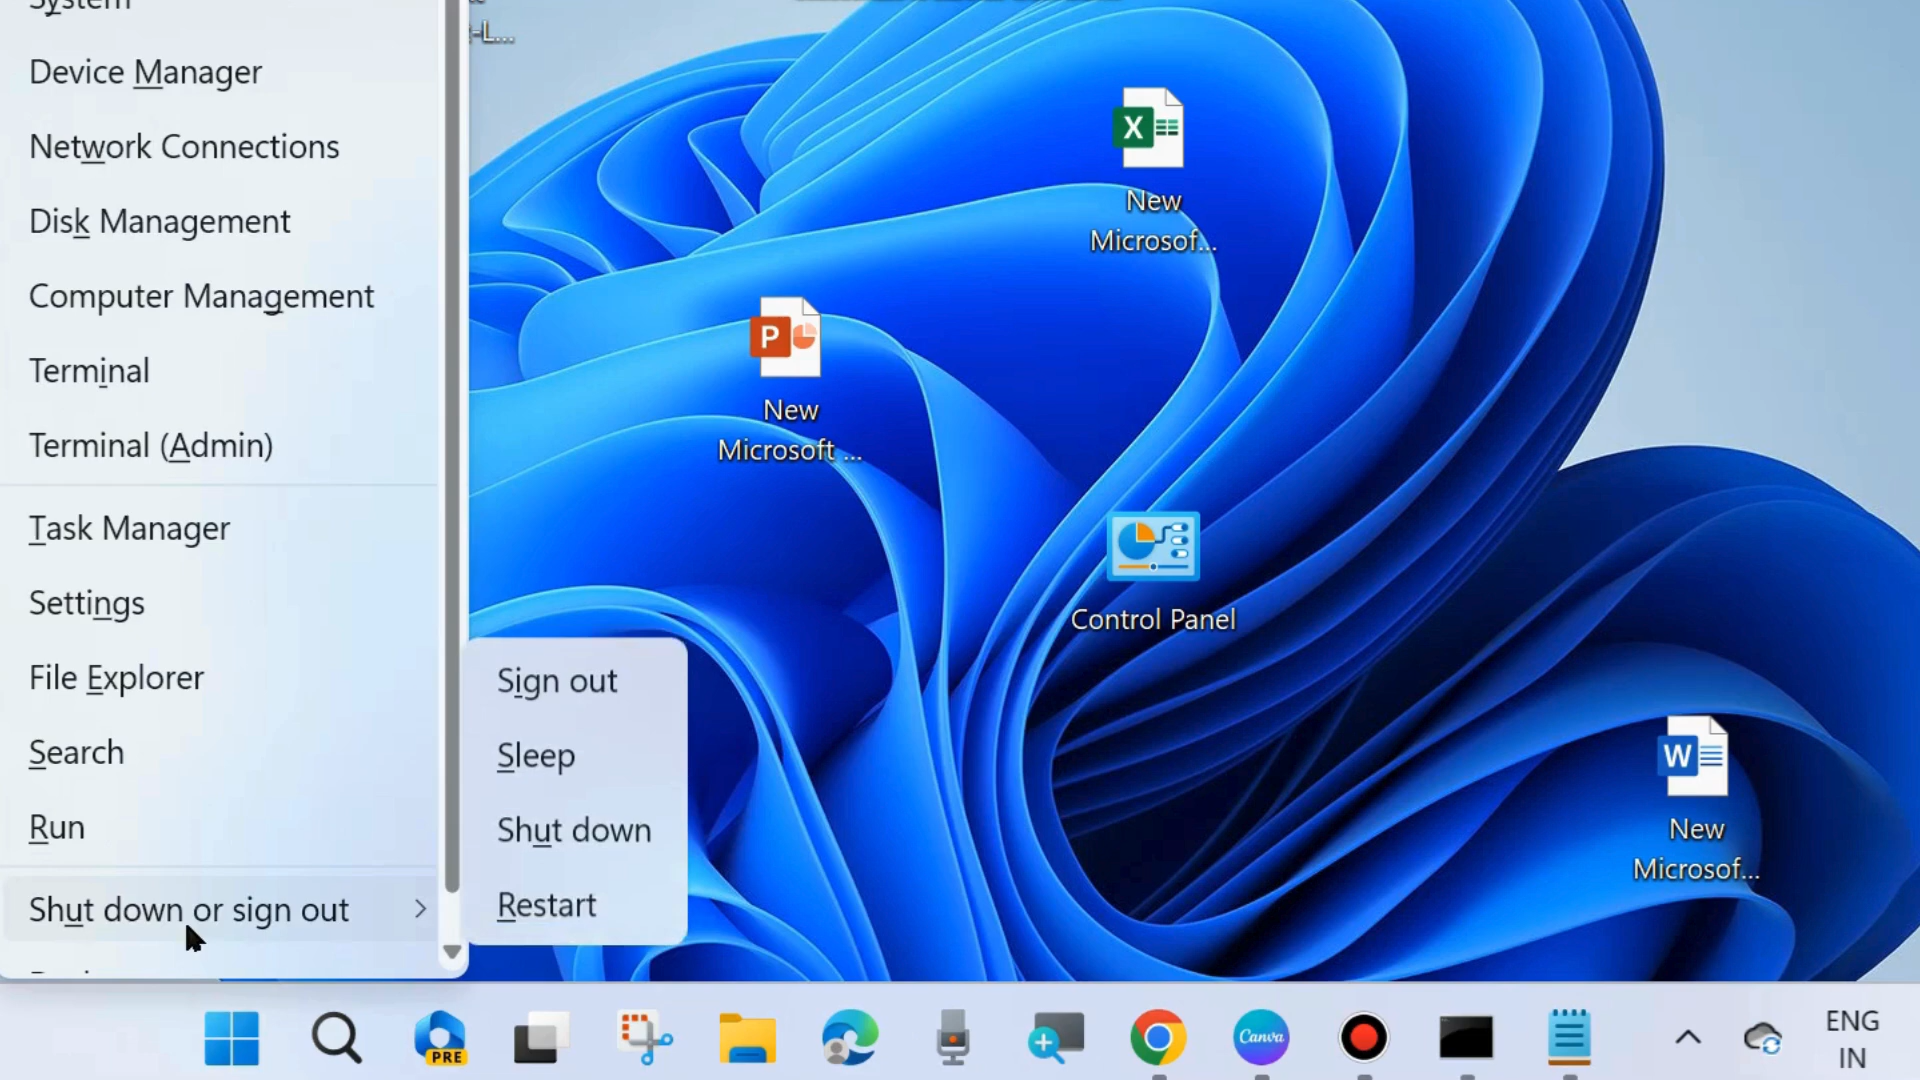 System
Device Manager
Network Connections
Disk Management
Computer Management
Terminal
Terminal (Admin)
Task Manager
Settings
File Explorer
Search
Run
Shut down or sign out
Sign out
Sleep
Shut down
Restart
-L...
X
New
Microsof...
P
New
Microsoft ...
Control Panel
W
New
Microsof...
PRE
Canva
ENG
IN